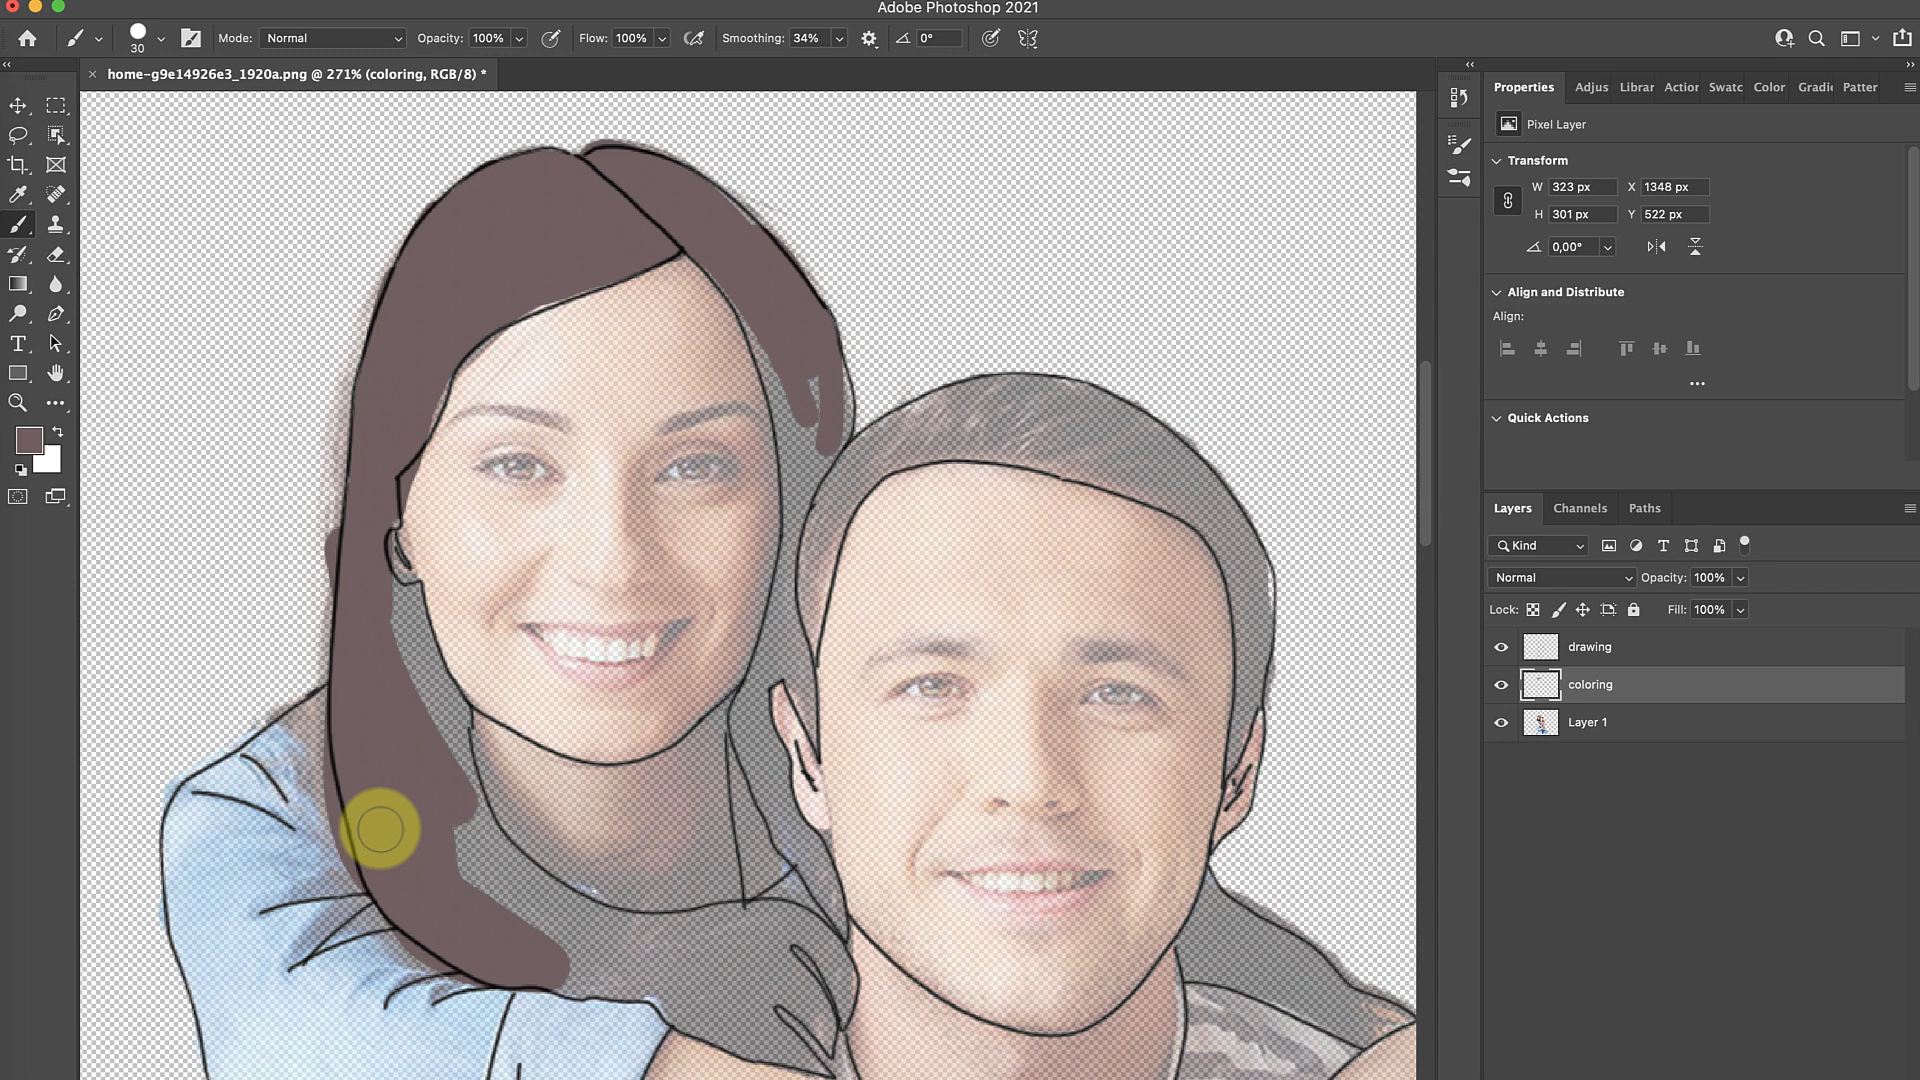 Adobe Photoshop 2021
30 Mode: Normal Opacity: 100% Flow: 100% Smoothing: 34% 0°
home-g9e14926e3_1920a.png @ 271% (coloring, RGB/8) *
Properties Adjus Librar Action Swatc Color Gradie Patter
Pixel Layer
Transform
W 323 px X 1348 px
H 301 px Y 522 px
0,00°
Align and Distribute
Align:
Quick Actions
Layers Channels Paths
Kind
Normal Opacity: 100%
Lock: Fill: 100%
drawing
coloring
Layer 1